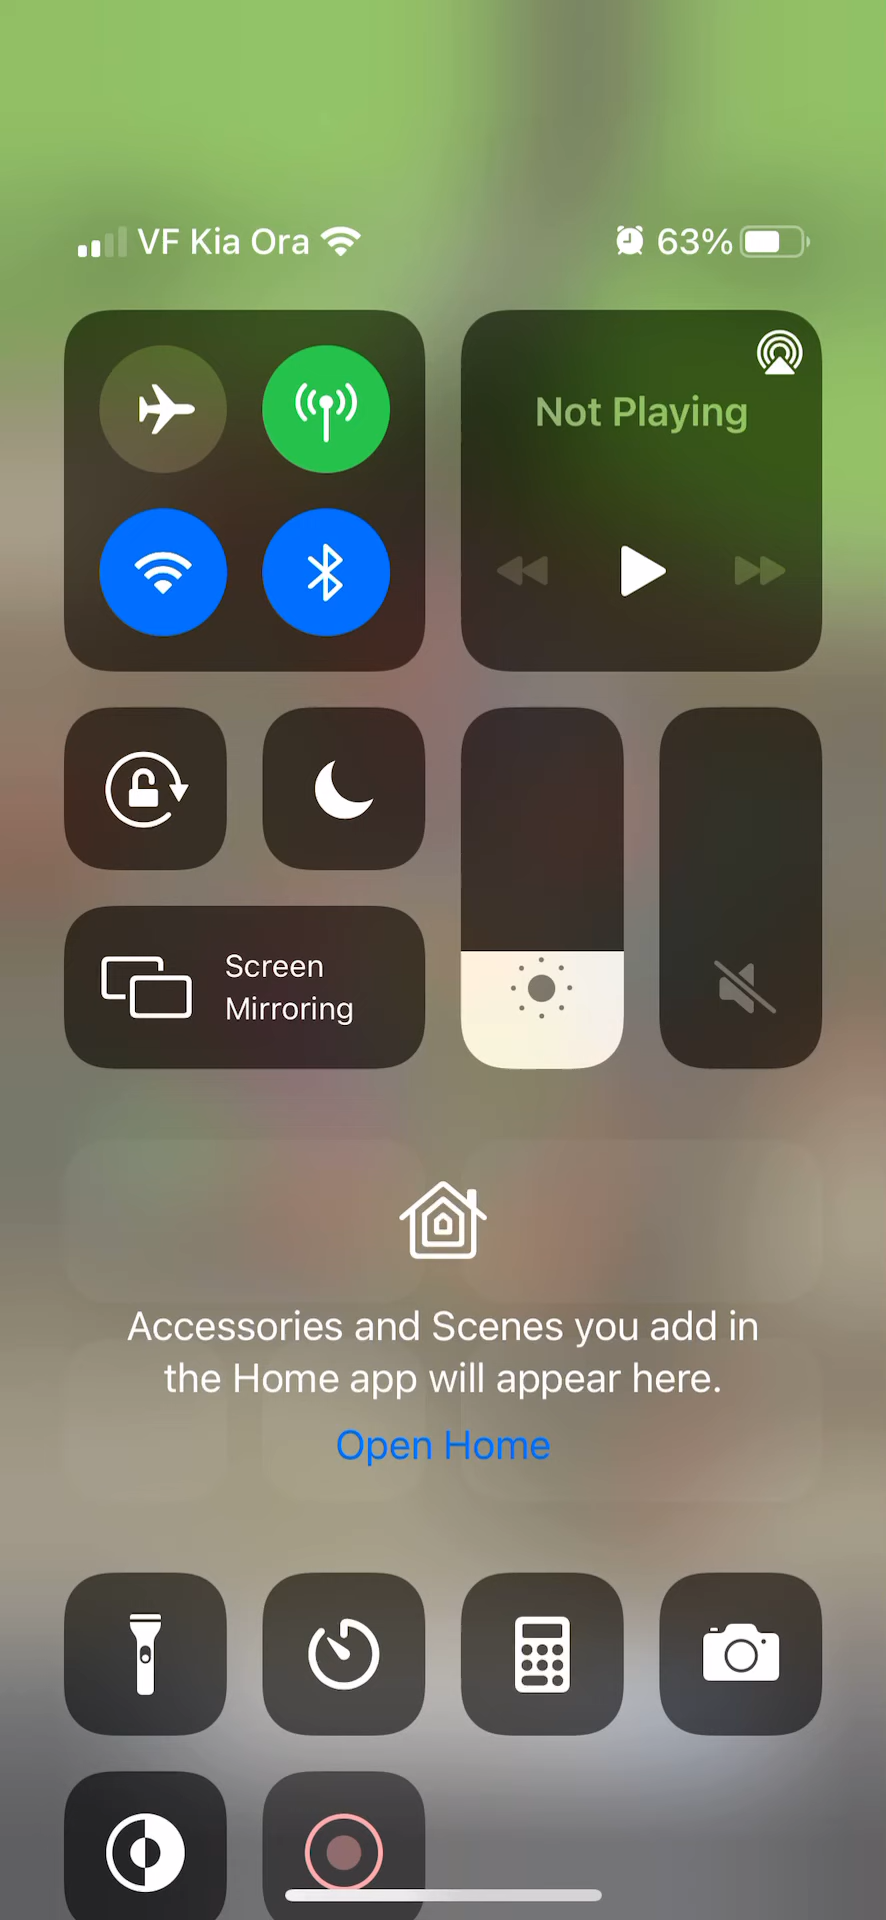 VF Kia Ora
63%
Not Playing
Screen
Mirroring
Accessories and Scenes you add in
the Home app will appear here.
Open Home